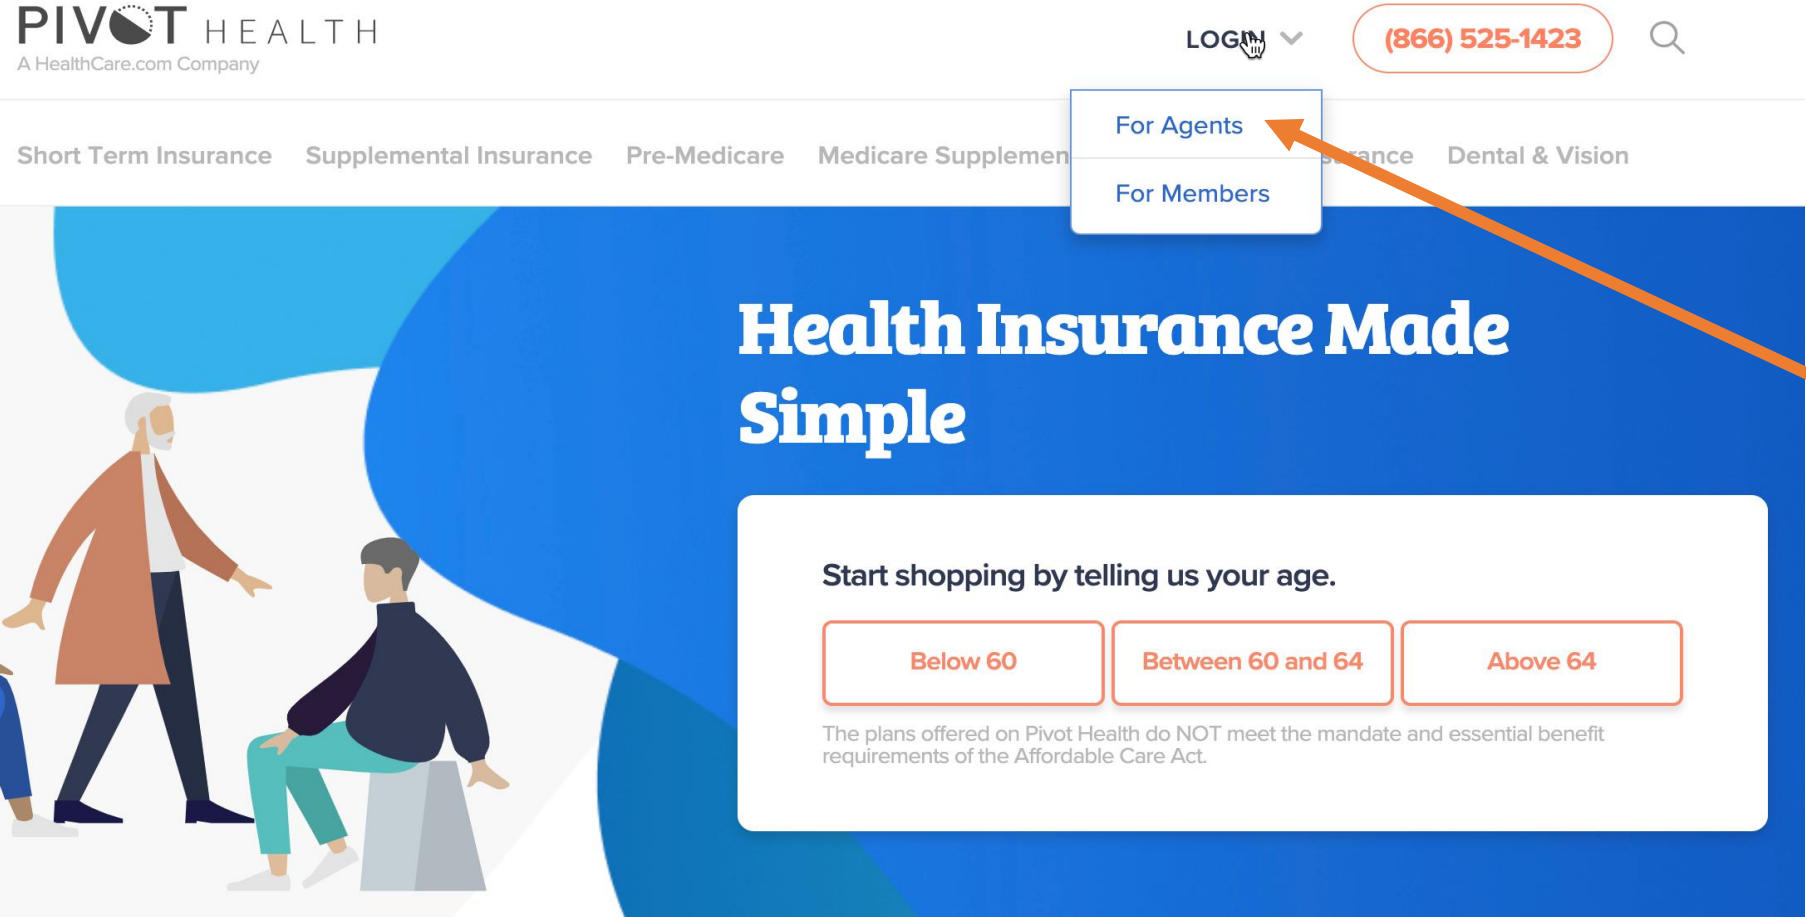 PIVOT HEALTH
A HealthCare.com Company
LOGIN
(866) 525-1423
For Agents
For Members
Short Term Insurance
Supplemental Insurance
Pre-Medicare
Medicare
Dental & Vision
Health Insurance Made
Simple
Start shopping by telling us your age.
Below 60
Between 60 and 64
Above 64
The plans offered on Pivot Health do NOT meet the mandate and essential benefit
requirements of the Affordable Care Act.